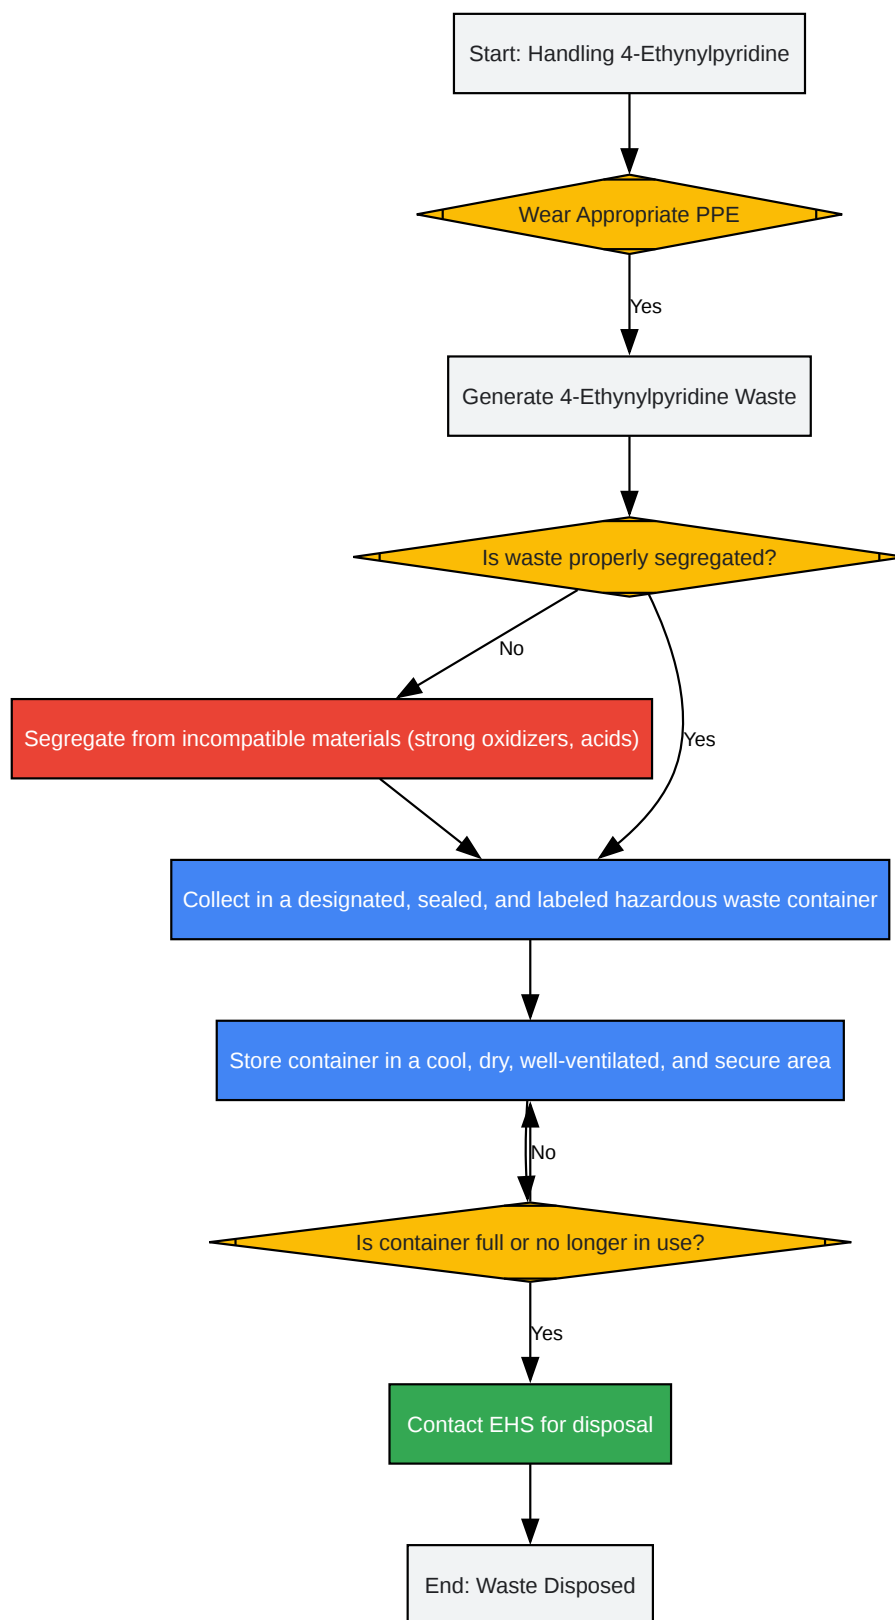 Start: Handling 4-Ethynylpyridine
Wear Appropriate PPE
Yes
Generate 4-Ethynylpyridine Waste
Is waste properly segregated?
No
Segregate from incompatible materials (strong oxidizers, acids)
Yes
Collect in a designated, sealed, and labeled hazardous waste container
Store container in a cool, dry, well-ventilated, and secure area
No
Is container full or no longer in use?
Yes
Contact EHS for disposal
End: Waste Disposed